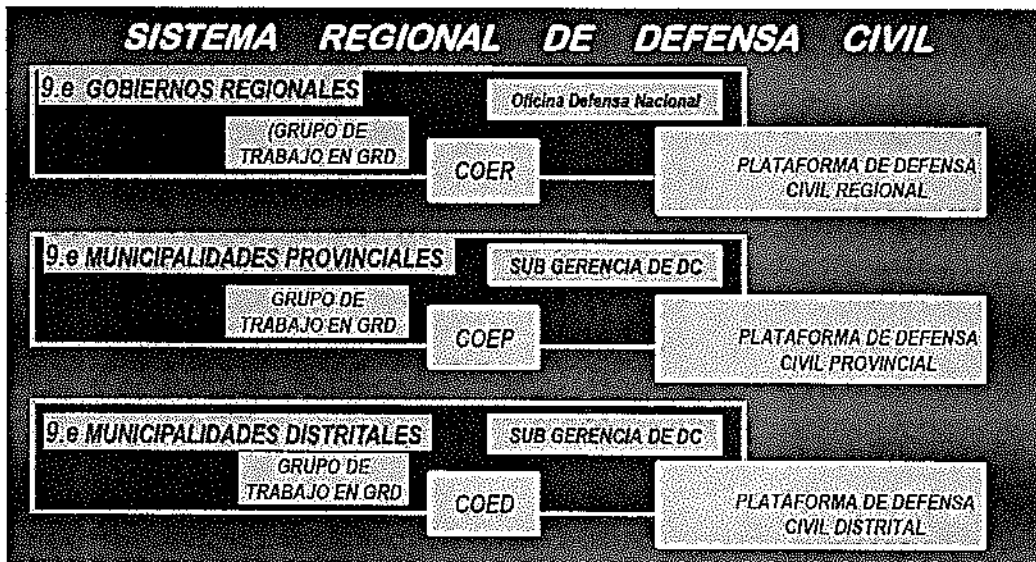 SISTEMA REGIONAL DE DEFENSA CIVIL
9.e GOBIERNOS REGIONALES
Oficina Defensa Nacional
(GRUPO DE
TRABAJO EN GRD
COER
PLATAFORMA DE DEFENSA
CIVIL REGIONAL
9.e MUNICIPALIDADES PROVINCIALES
SUB GERENCIA DE DC
GRUPO DE
TRABAJO EN GRD
COEP
PLATAFORMA DE DEFENSA
CIVIL PROVINCIAL
9.e MUNICIPALIDADES DISTRITALES
SUB GERENCIA DE DC
GRUPO DE
TRABAJO EN GRD
COED
PLATAFORMA DE DEFENSA
CIVIL DISTRITAL